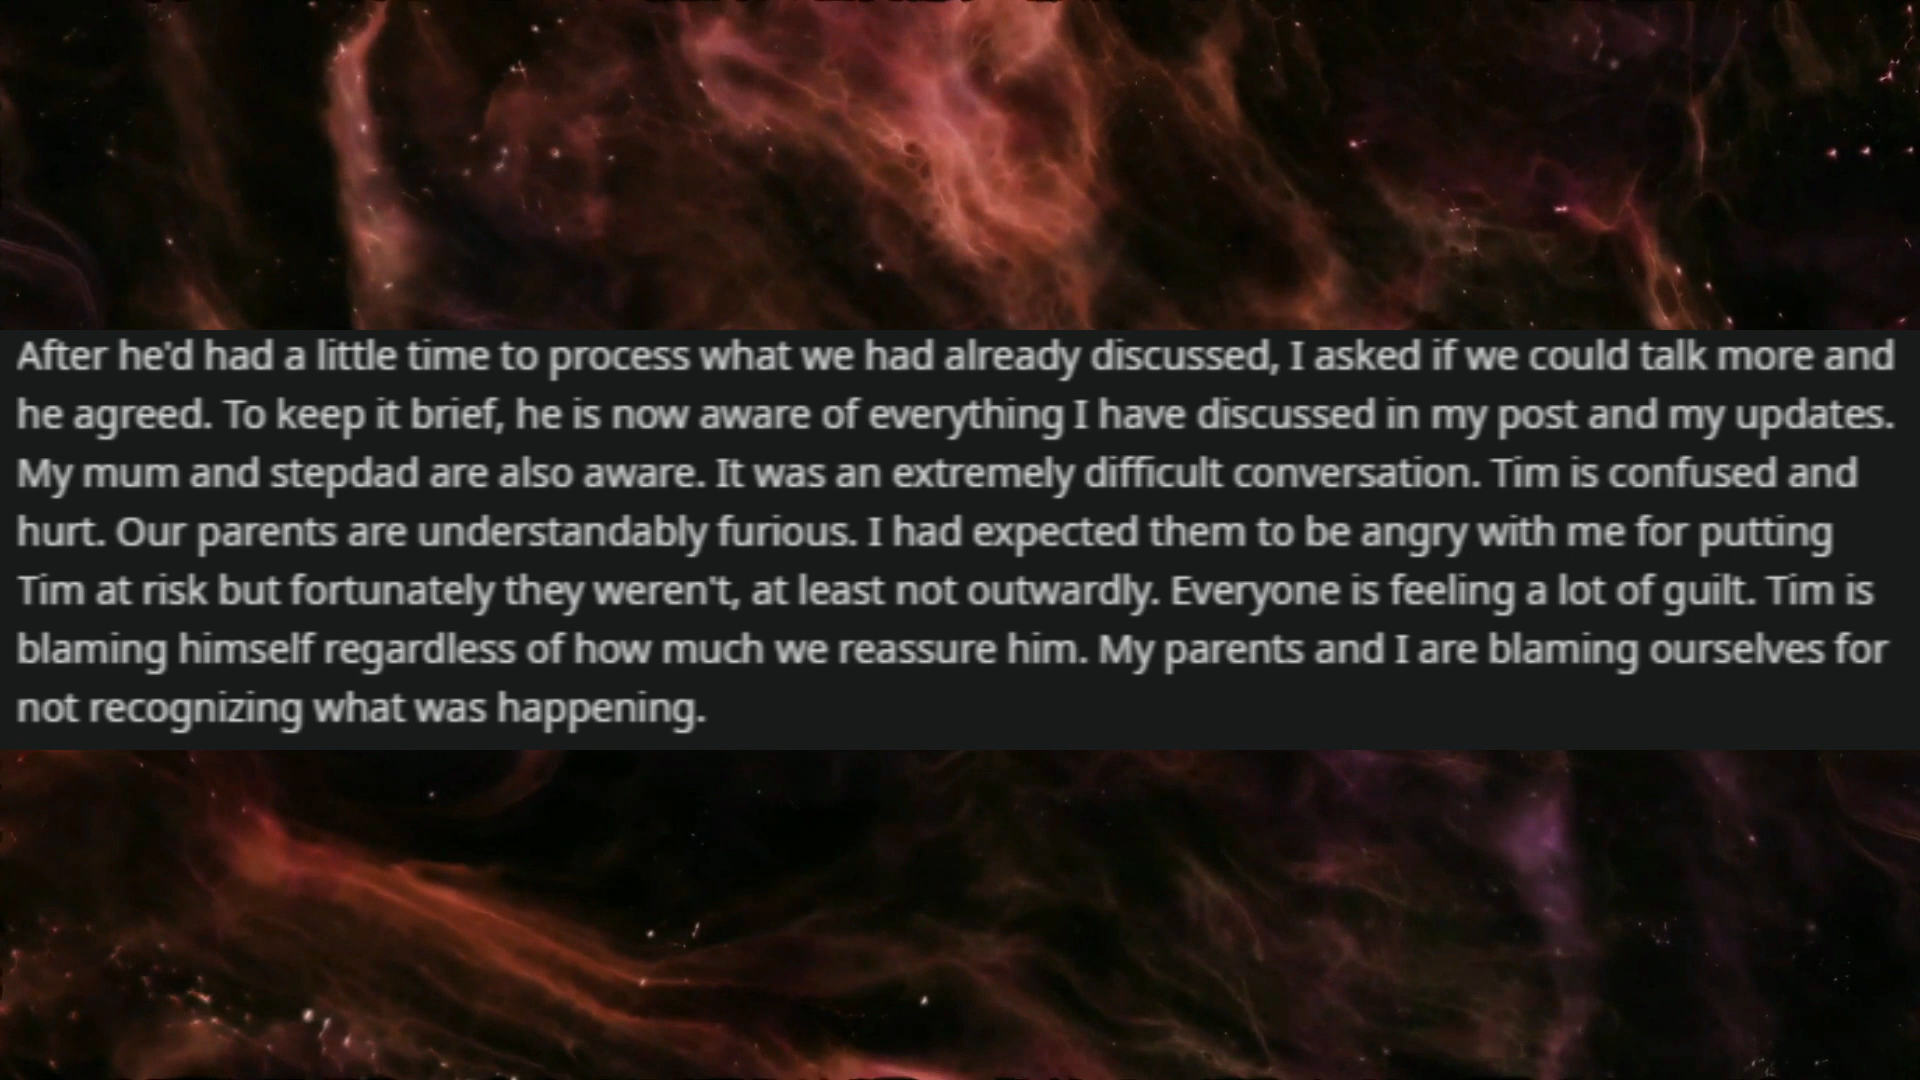 After he'd had a little time to process what we had already discussed, I asked if we could talk more and
he agreed. To keep it brief, he is now aware of everything I have discussed in my post and my updates.
My mum and stepdad are also aware. It was an extremely difficult conversation. Tim is confused and
hurt. Our parents are understandably furious. I had expected them to be angry with me for putting
Tim at risk but fortunately they weren't, at least not outwardly. Everyone is feeling a lot of guilt. Tim is
blaming himself regardless of how much we reassure him. My parents and I are blaming ourselves for
not recognizing what was happening.